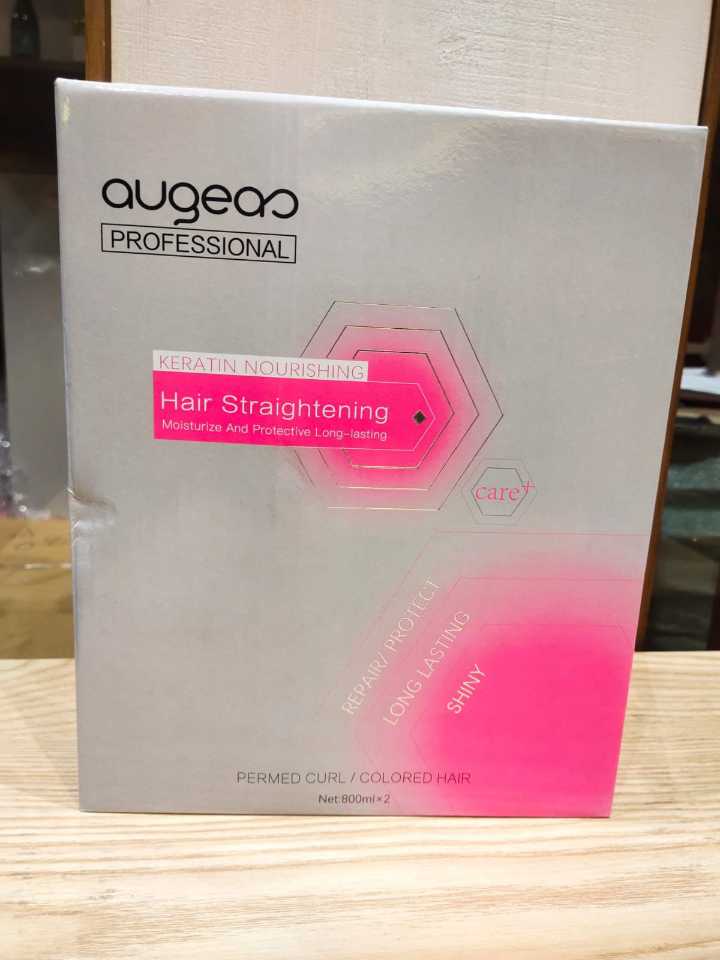 augeas
PROFESSIONAL
KERATIN NOURISHING
Hair Straightening
Moisturize And Protective Long-lasting
care+
REPAIR/ PROTECT
LONG LASTING
SHINY
PERMED CURL / COLORED HAIR
Net:800ml×2